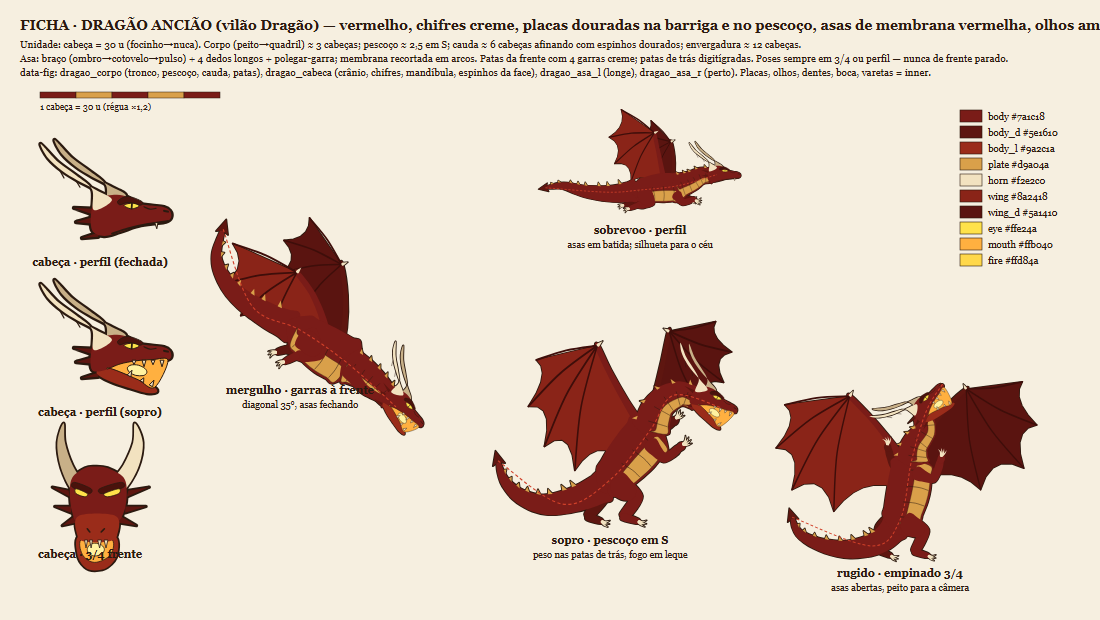 FICHA · DRAGÃO ANCIÃO (vilão Dragão) — vermelho, chifres creme, placas douradas na barriga e no pescoço, asas de membrana vermelha, olhos am
Unidade: cabeça = 30 u (focinho→nuca). Corpo (peito→quadril) ≈ 3 cabeças; pescoço ≈ 2,5 em S; cauda ≈ 6 cabeças afinando com espinhos dourados; envergadura ≈ 12 cabeças.
Asa: braço (ombro→cotovelo→pulso) + 4 dedos longos + polegar-garra; membrana recortada em arcos. Patas da frente com 4 garras creme; patas de trás digitígradas. Poses sempre em 3/4 ou perfil — nunca de frente parado.
data-fig: dragao_corpo (tronco, pescoço, cauda, patas), dragao_cabeca (crânio, chifres, mandíbula, espinhos da face), dragao_asa_l (longe), dragao_asa_r (perto). Placas, olhos, dentes, boca, varetas = inner.
1 cabeça = 30 u (régua ×1,2)
body #7a1c18
body_d #5e1610
body_l #9a2c1a
plate #d9a04a
horn #f2e2c0
wing #8a2418
wing_d #5a1410
eye #ffe24a
mouth #ffb040
fire #ffd84a
sobrevoo · perfil
asas em batida; silhueta para o céu
cabeça · perfil (fechada)
mergulho · garras à frente
diagonal 35°, asas fechando
cabeça · perfil (sopro)
cabeça · 3/4 frente
sopro · pescoço em S
peso nas patas de trás, fogo em leque
rugido · empinado 3/4
asas abertas, peito para a câmera